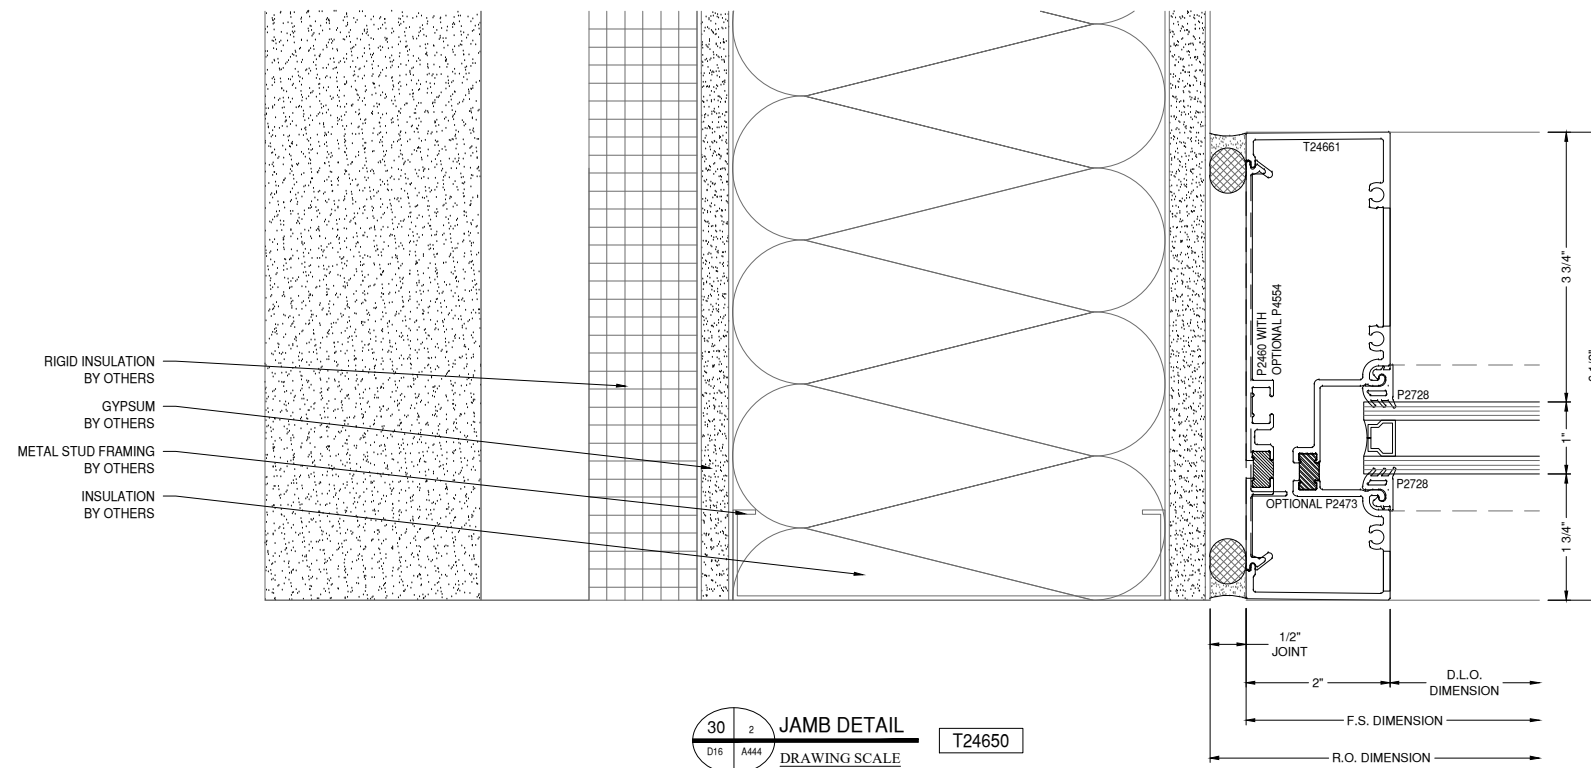 T24661
P2460 WITH
OPTIONAL P4554
3 3/4"
RIGID INSULATION
BY OTHERS
P2728
GYPSUM
BY OTHERS
1"
METAL STUD FRAMING
BY OTHERS
P2728
INSULATION
BY OTHERS
OPTIONAL P2473
1 3/4"
1/2"
JOINT
2"
D.L.O.
DIMENSION
F.S. DIMENSION
R.O. DIMENSION
30 2 JAMB DETAIL
D16 A444 DRAWING SCALE
T24650